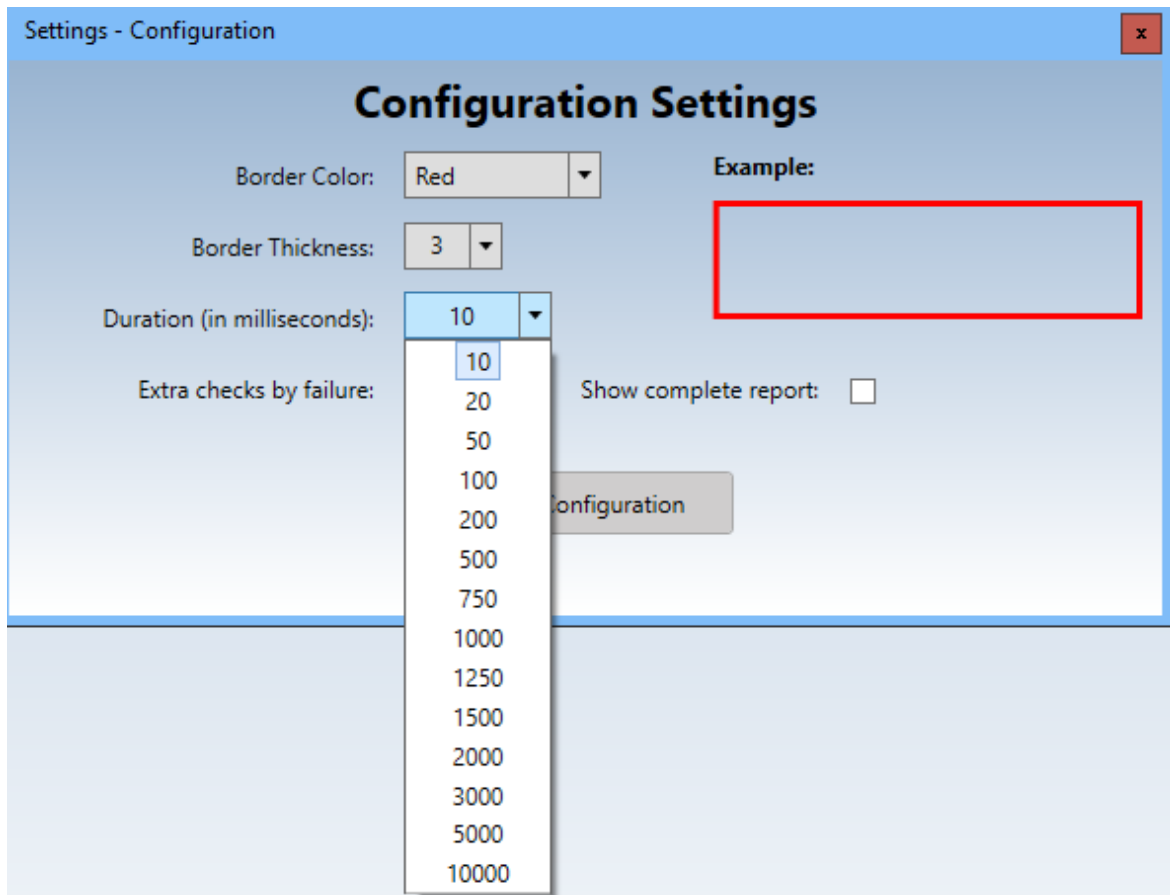 Settings - Configuration
x
Configuration Settings
Border Color:
Red
Example:
Border Thickness:
3
Duration (in milliseconds):
10
10
Extra checks by failure:
Show complete report:
20
50
100
onfiguration
200
500
750
1000
1250
1500
2000
3000
5000
10000